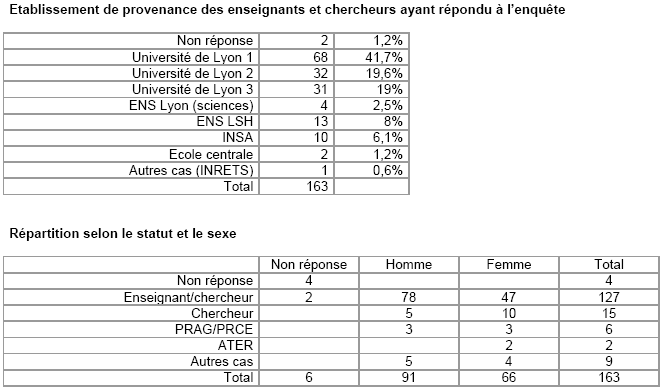 Etablissement de provenance des enseignants et chercheurs ayant répondu à l'enquête
Non réponse 2 1,2%
Université de Lyon 1 68 41,7%
Université de Lyon 2 32 19,6%
Université de Lyon 3 31 19%
ENS Lyon (sciences) 4 2,5%
ENS LSH 13 8%
INSA 10 6,1%
Ecole centrale 2 1,2%
Autres cas (INRETS) 1 0,6%
Total 163
Répartition selon le statut et le sexe
Non réponse Homme Femme Total
Non réponse 4 4
Enseignant/chercheur 2 78 47 127
Chercheur 5 10 15
PRAG/PRCE 3 3 6
ATER 2 2
Autres cas 5 4 9
Total 6 91 66 163